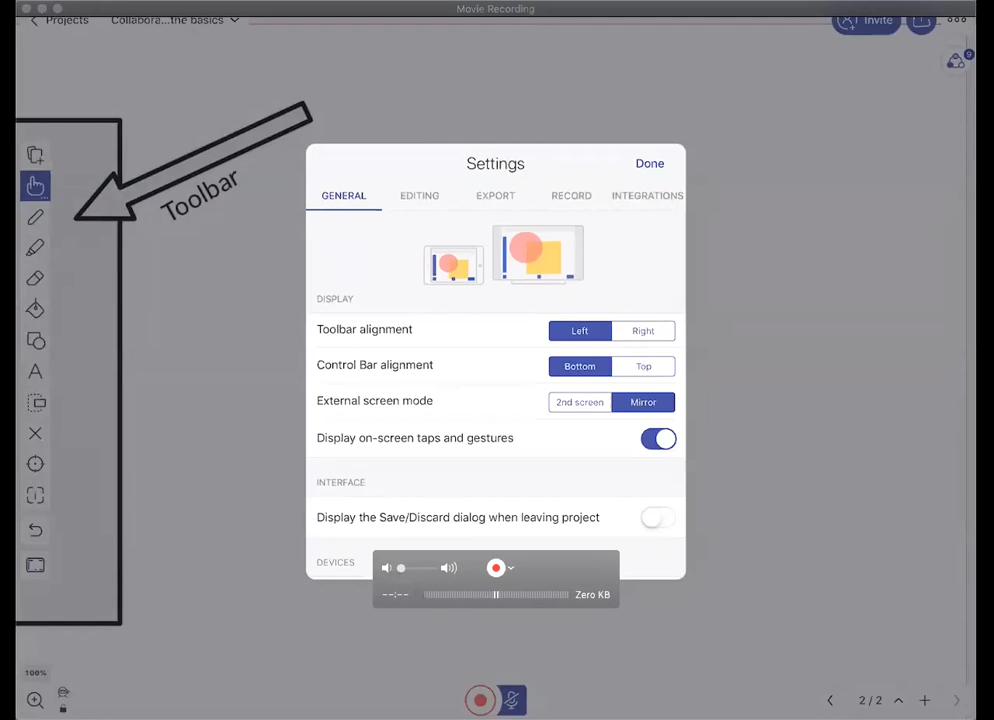 Movie Recording
Projects
Collabora...the basics
Invite
9
Toolbar
Settings
Done
GENERAL
EDITING
EXPORT
RECORD
INTEGRATIONS
DISPLAY
Toolbar alignment
Left
Right
Control Bar alignment
Bottom
Top
External screen mode
2nd screen
Mirror
Display on-screen taps and gestures
INTERFACE
Display the Save/Discard dialog when leaving project
DEVICES
--:--
Zero KB
100%
2/2